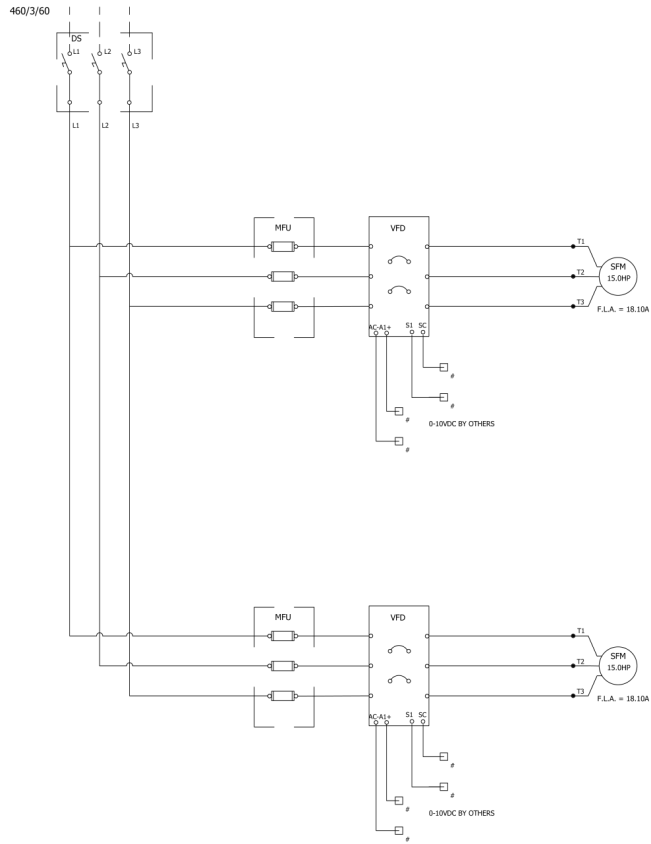 460/3/60
DS
L1 L2 L3
L1 L2 L3
MFU VFD
T1
T2
T3
SFM
15.0HP
F.L.A. = 18.10A
AC-A1+ S1 SC
#
#
#
0-10VDC BY OTHERS
#
MFU VFD
T1
T2
T3
SFM
15.0HP
F.L.A. = 18.10A
AC-A1+ S1 SC
#
#
#
0-10VDC BY OTHERS
#